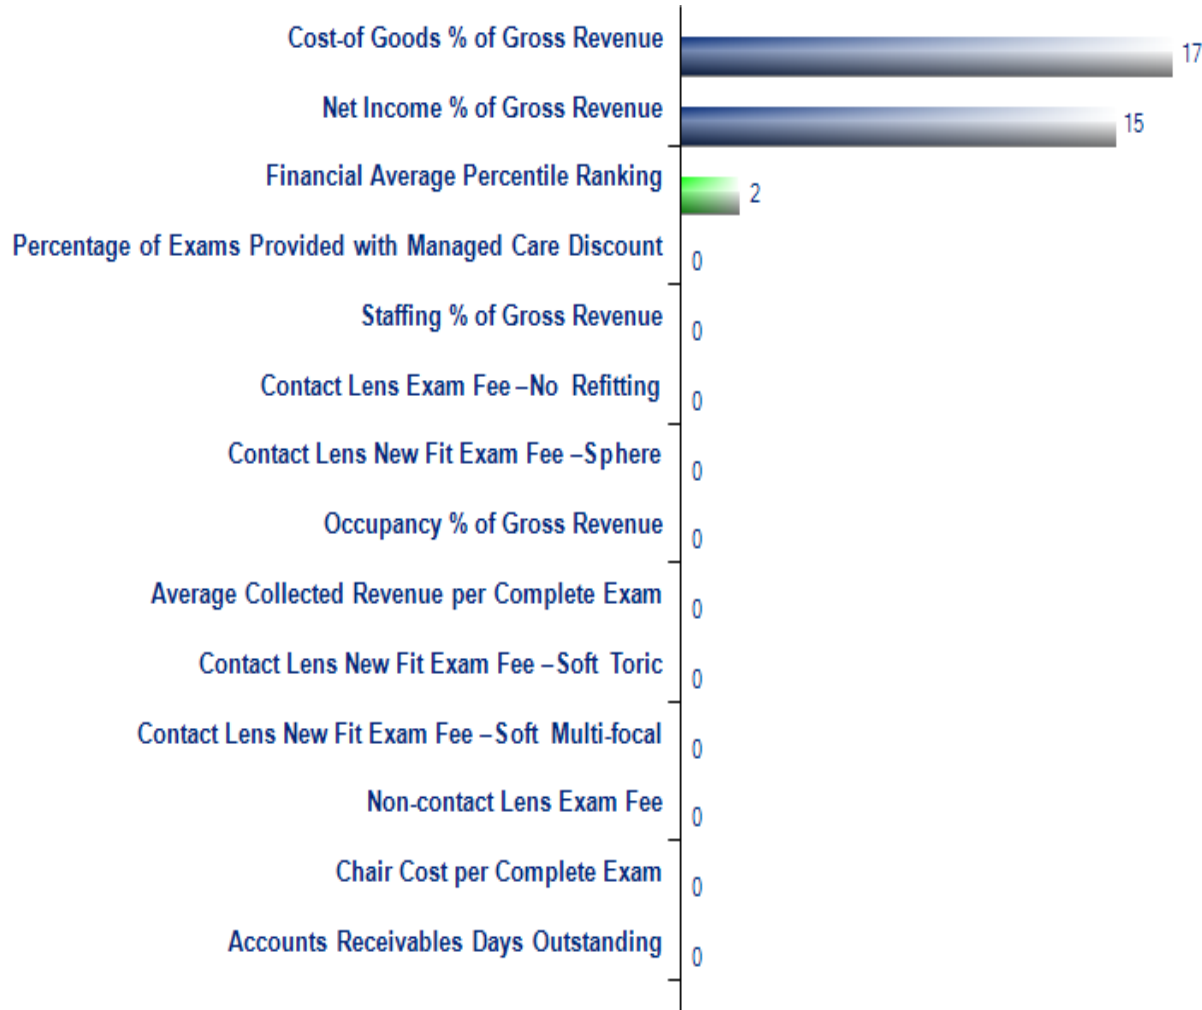 Cost-of Goods % of Gross Revenue 17
Net Income % of Gross Revenue 15
Financial Average Percentile Ranking 2
Percentage of Exams Provided with Managed Care Discount 0
Staffing % of Gross Revenue 0
Contact Lens Exam Fee –No Refitting 0
Contact Lens New Fit Exam Fee –Sphere 0
Occupancy % of Gross Revenue 0
Average Collected Revenue per Complete Exam 0
Contact Lens New Fit Exam Fee –Soft Toric 0
Contact Lens New Fit Exam Fee –Soft Multi-focal 0
Non-contact Lens Exam Fee 0
Chair Cost per Complete Exam 0
Accounts Receivables Days Outstanding 0